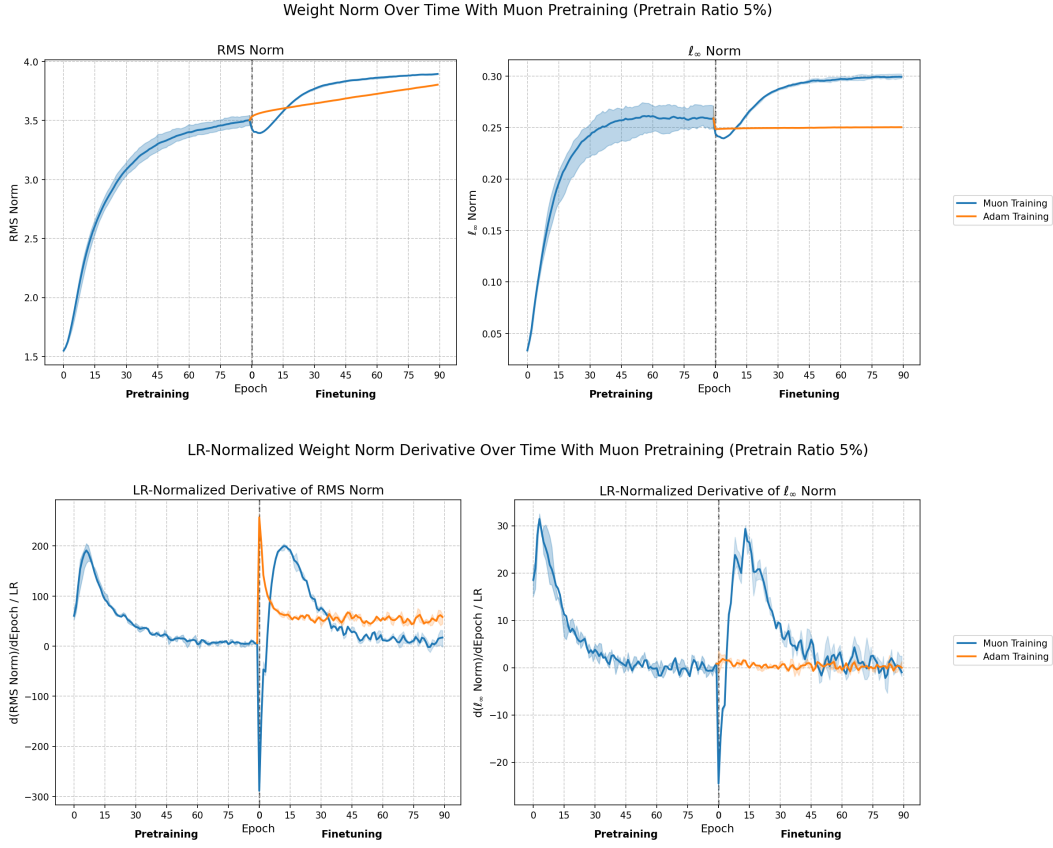 Weight Norm Over Time With Muon Pretraining (Pretrain Ratio 5%)
RMS Norm
RMS Norm
4.0
3.5
3.0
2.5
2.0
1.5
0 15 30 45 60 75 90 0 15 30 45 60 75 90
Epoch
Pretraining Finetuning
ℓ∞ Norm
ℓ∞ Norm
0.30
0.25
0.20
0.15
0.10
0.05
0 15 30 45 60 75 0 15 30 45 60 75 90
Epoch
Pretraining Finetuning
Muon Training
Adam Training
LR-Normalized Weight Norm Derivative Over Time With Muon Pretraining (Pretrain Ratio 5%)
LR-Normalized Derivative of RMS Norm
d(RMS Norm)/dEpoch / LR
200
100
0
−100
−200
−300
0 15 30 45 60 75 0 15 30 45 60 75 90
Epoch
Pretraining Finetuning
LR-Normalized Derivative of ℓ∞ Norm
d(ℓ∞ Norm)/dEpoch / LR
30
20
10
0
−10
−20
0 15 30 45 60 75 0 15 30 45 60 75 90
Epoch
Pretraining Finetuning
Muon Training
Adam Training